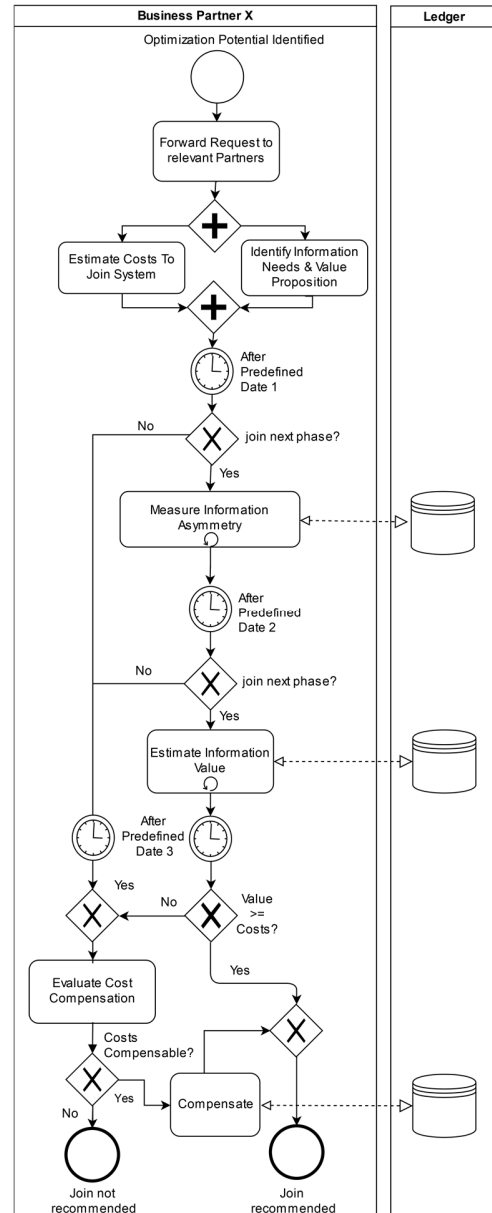 Business Partner X
Ledger
Optimization Potential Identified
Forward Request to
relevant Partners
Estimate Costs To
Join System
Identify Information
Needs & Value
Proposition
After
Predefined
Date 1
No
join next phase?
Yes
Measure Information
Asymmetry
After
Predefined
Date 2
No
join next phase?
Yes
Estimate Information
Value
After
Predefined
Date 3
Yes
No
Value
>=
Costs?
Yes
Evaluate Cost
Compensation
Costs
Compensable?
Yes
No
Compensate
Join not
recommended
Join
recommended